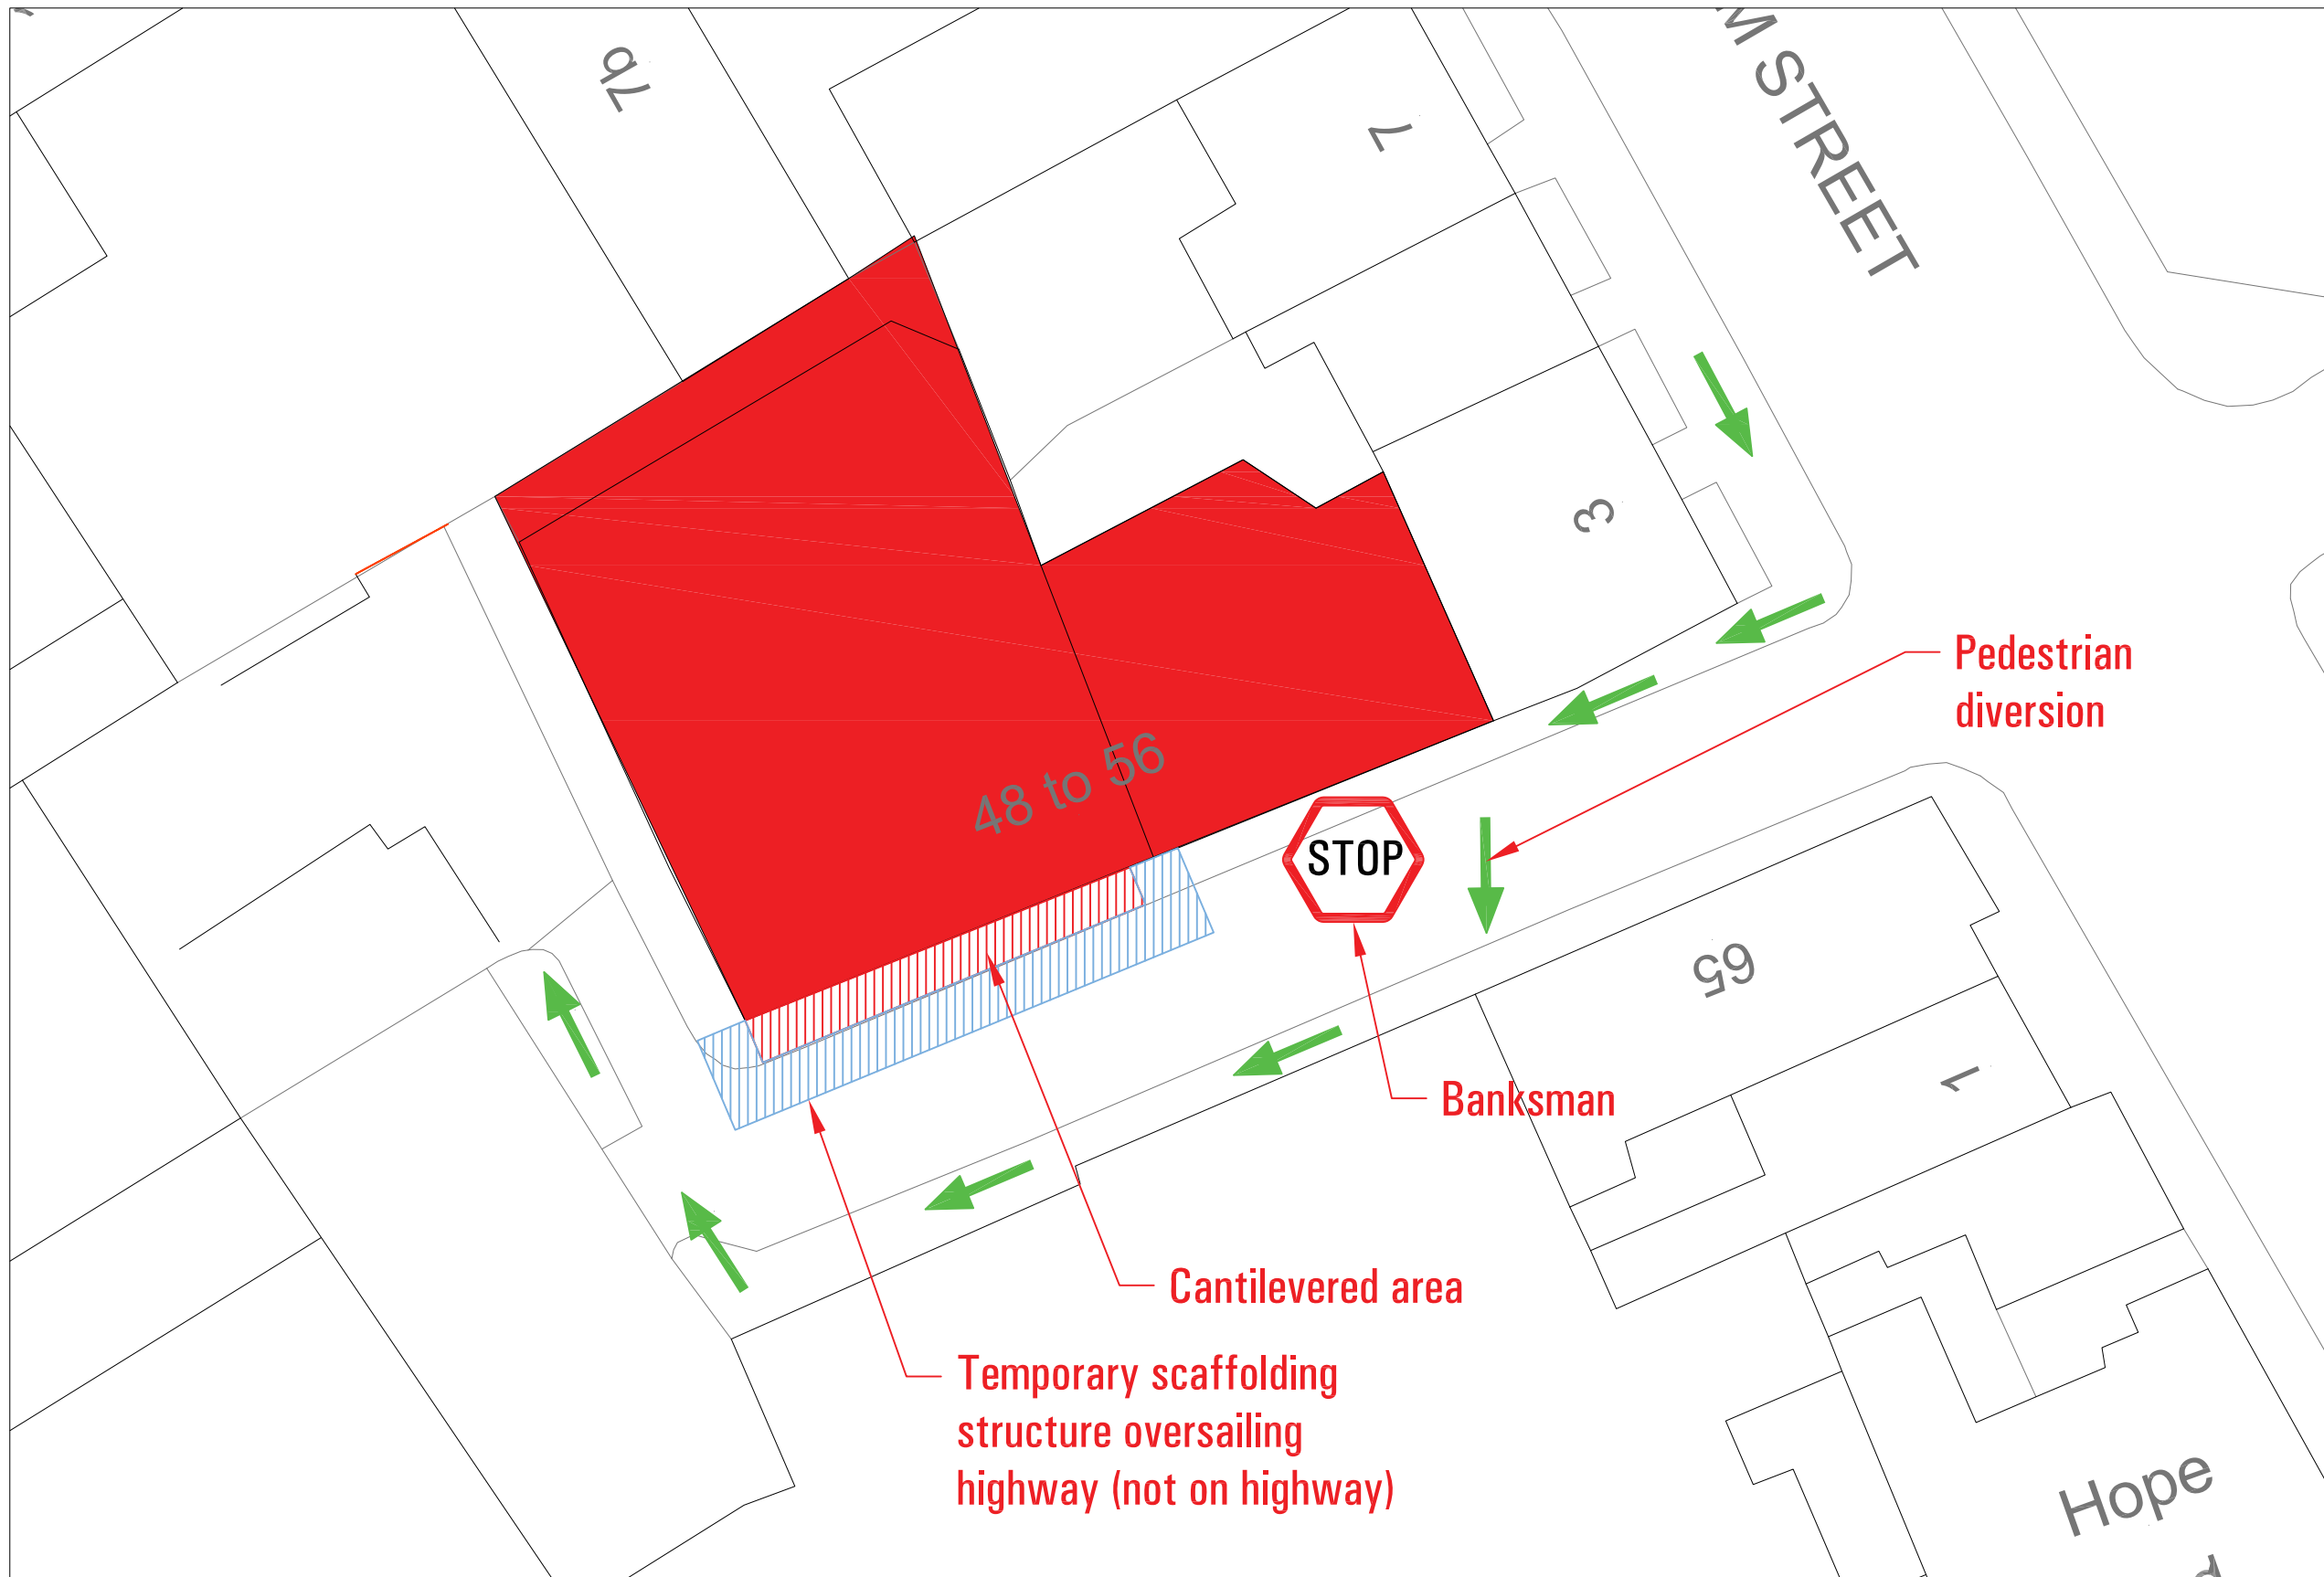 7b
7
M STREET
3
Pedestrian
diversion
48 to 56
STOP
65
1
Banksman
Cantilevered area
Temporary scaffolding
structure oversailing
highway (not on highway)
Hope